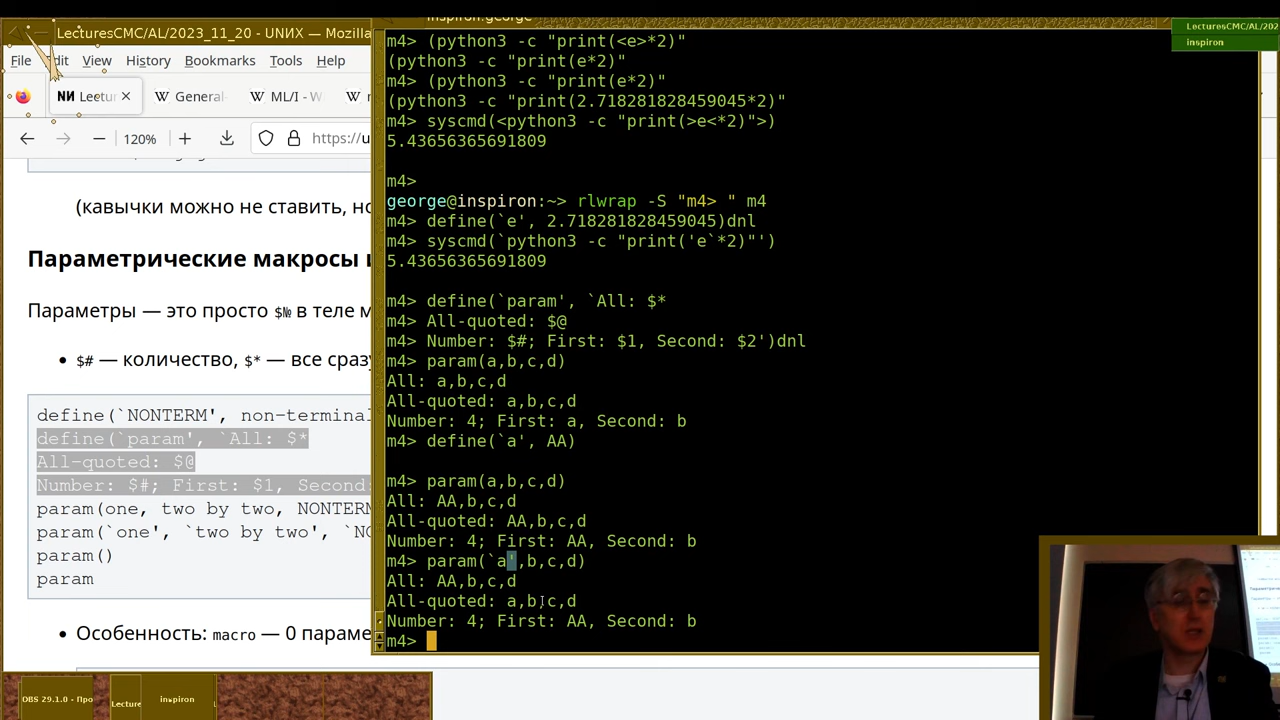 LecturesCMC/AL/2023_11_20 - UNИX — Mozilla
File Edit View History Bookmarks Tools Help
ИИ Lectu × W General- W ML/I - W
120% https://u
(кавычки можно не ставить, но
Параметрические макросы и
Параметры — это просто $№ в теле м
• $# — количество, $* — все сразу
define(`NONTERM', non-terminal
define(`param', `All: $*
All-quoted: $@
Number: $#; First: $1, Second:
param(one, two by two, NONTERM
param(`one', `two by two', `NO
param()
param
• Особенность: macro — 0 параме
inspiron.george
m4> (python3 -c "print(<e>*2)"
(python3 -c "print(e*2)"
m4> (python3 -c "print(e*2)"
(python3 -c "print(2.718281828459045*2)"
m4> syscmd(<python3 -c "print(>e<*2)">)
5.43656365691809
m4>
george@inspiron:~> rlwrap -S "m4> " m4
m4> define(`e', 2.718281828459045)dnl
m4> syscmd(`python3 -c "print('e`*2)"')
5.43656365691809
m4> define(`param', `All: $*
m4> All-quoted: $@
m4> Number: $#; First: $1, Second: $2')dnl
m4> param(a,b,c,d)
All: a,b,c,d
All-quoted: a,b,c,d
Number: 4; First: a, Second: b
m4> define(`a', AA)
m4> param(a,b,c,d)
All: AA,b,c,d
All-quoted: AA,b,c,d
Number: 4; First: AA, Second: b
m4> param(`a',b,c,d)
All: AA,b,c,d
All-quoted: a,b,c,d
Number: 4; First: AA, Second: b
m4>
LecturesCMC/AL/202
inspiron
OBS 29.1.0 - Про Lecture inspiron